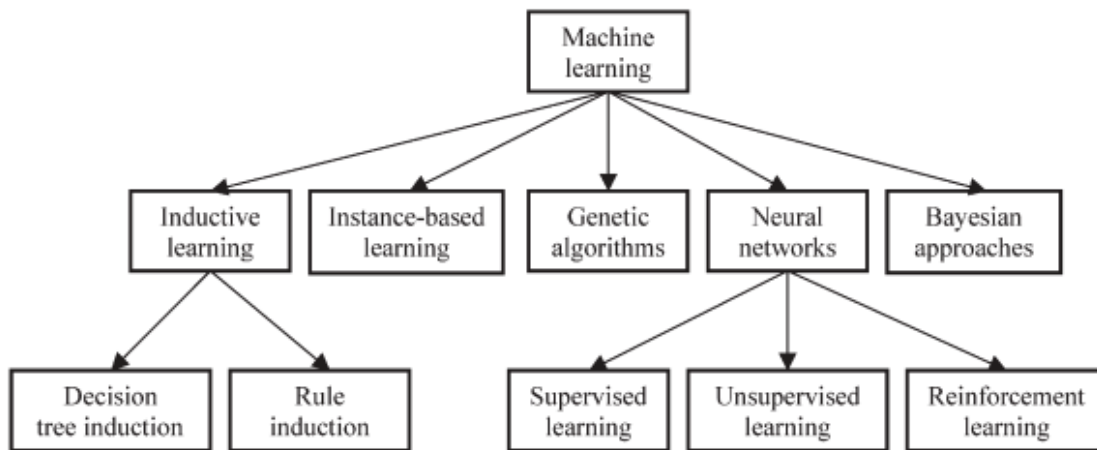 Machine
learning
Inductive
learning
Instance-based
learning
Genetic
algorithms
Neural
networks
Bayesian
approaches
Decision
tree induction
Rule
induction
Supervised
learning
Unsupervised
learning
Reinforcement
learning